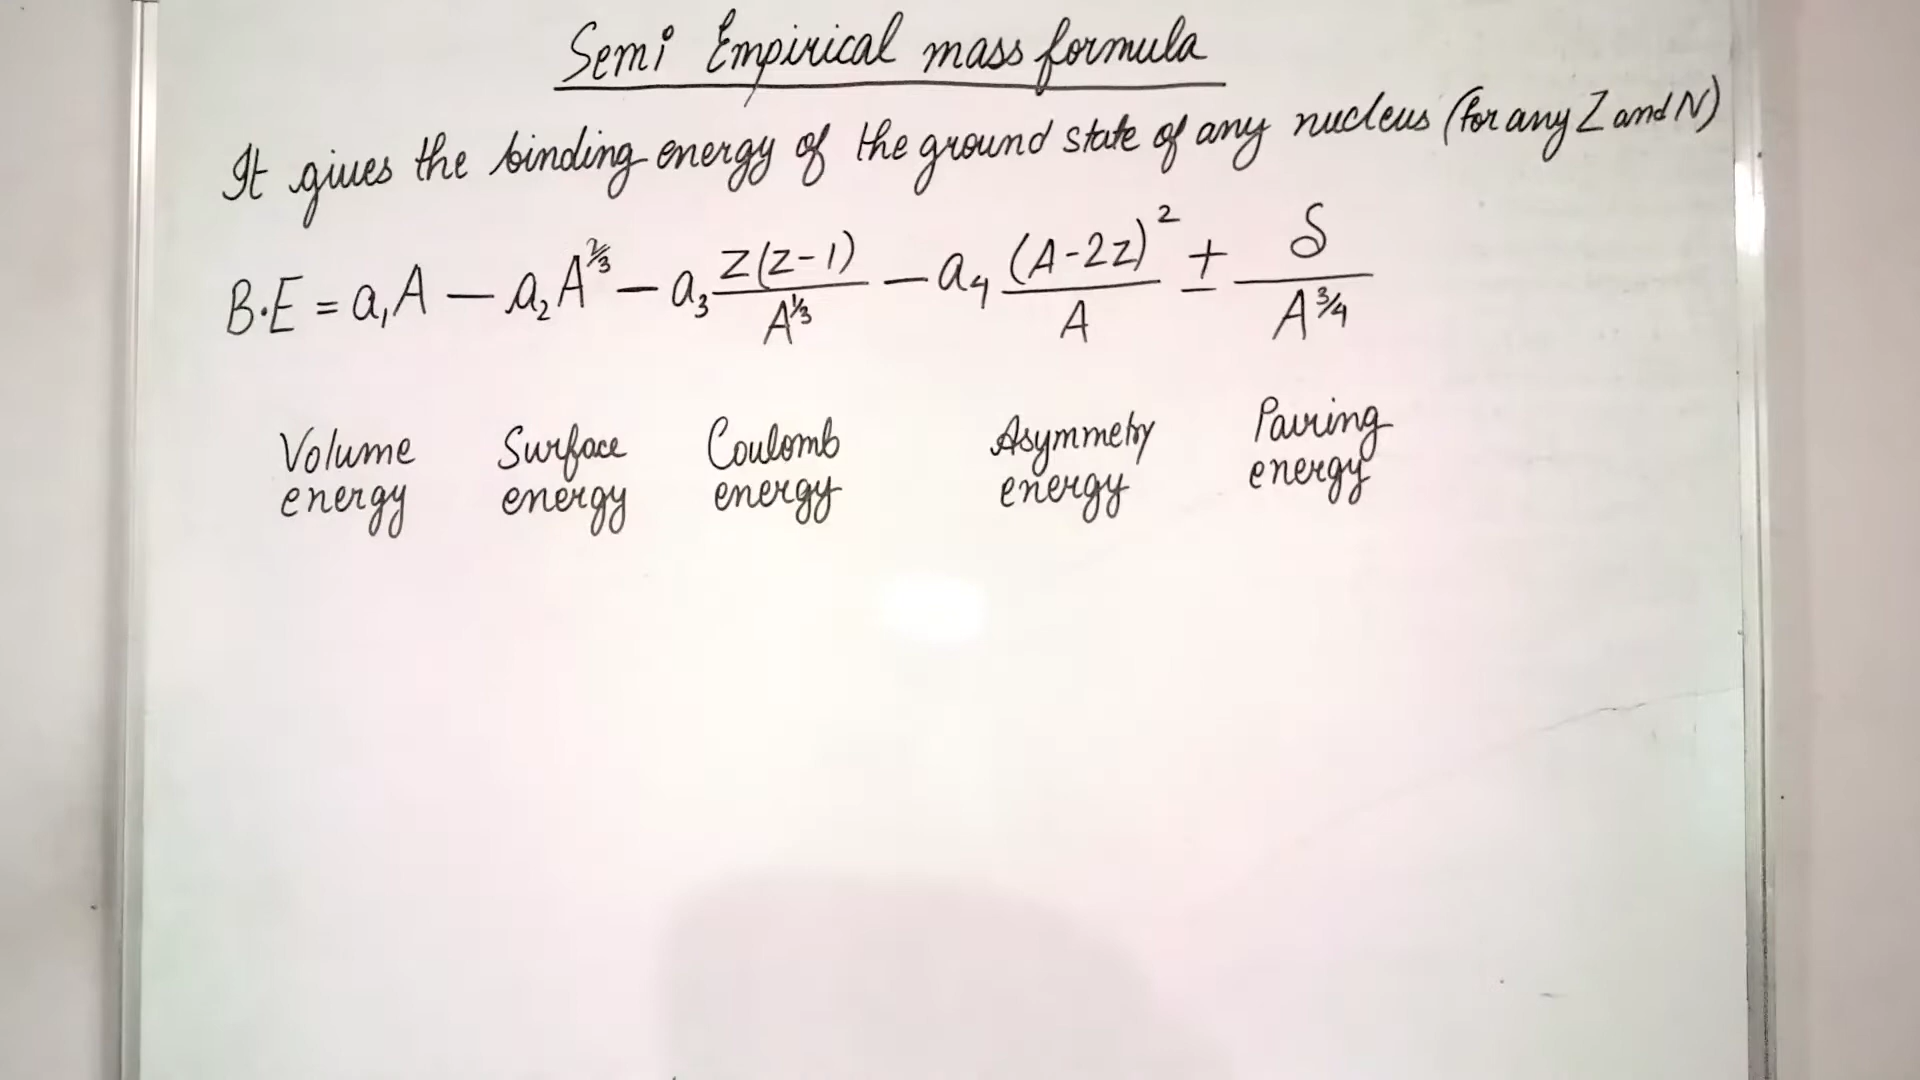 Semi Empirical mass formula
It gives the binding energy of the ground state of any nucleus (for any Z and N)
B.E = a₁A − a₂A^⅔ − a₃ Z(Z-1)/A^⅓ − a₄ (A-2Z)²/A ± δ/A^¾
Volume energy
Surface energy
Coulomb energy
Asymmetry energy
Pairing energy